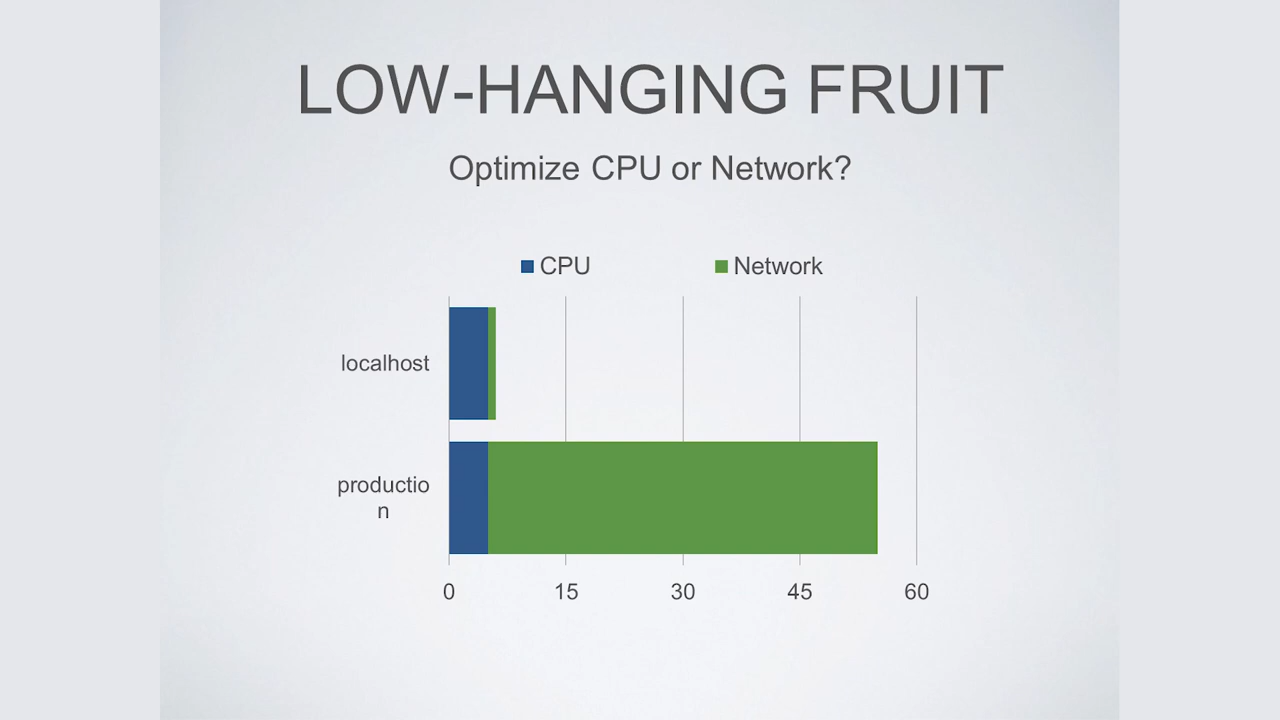 LOW-HANGING FRUIT
Optimize CPU or Network?
CPU Network
localhost
productio
n
0 15 30 45 60